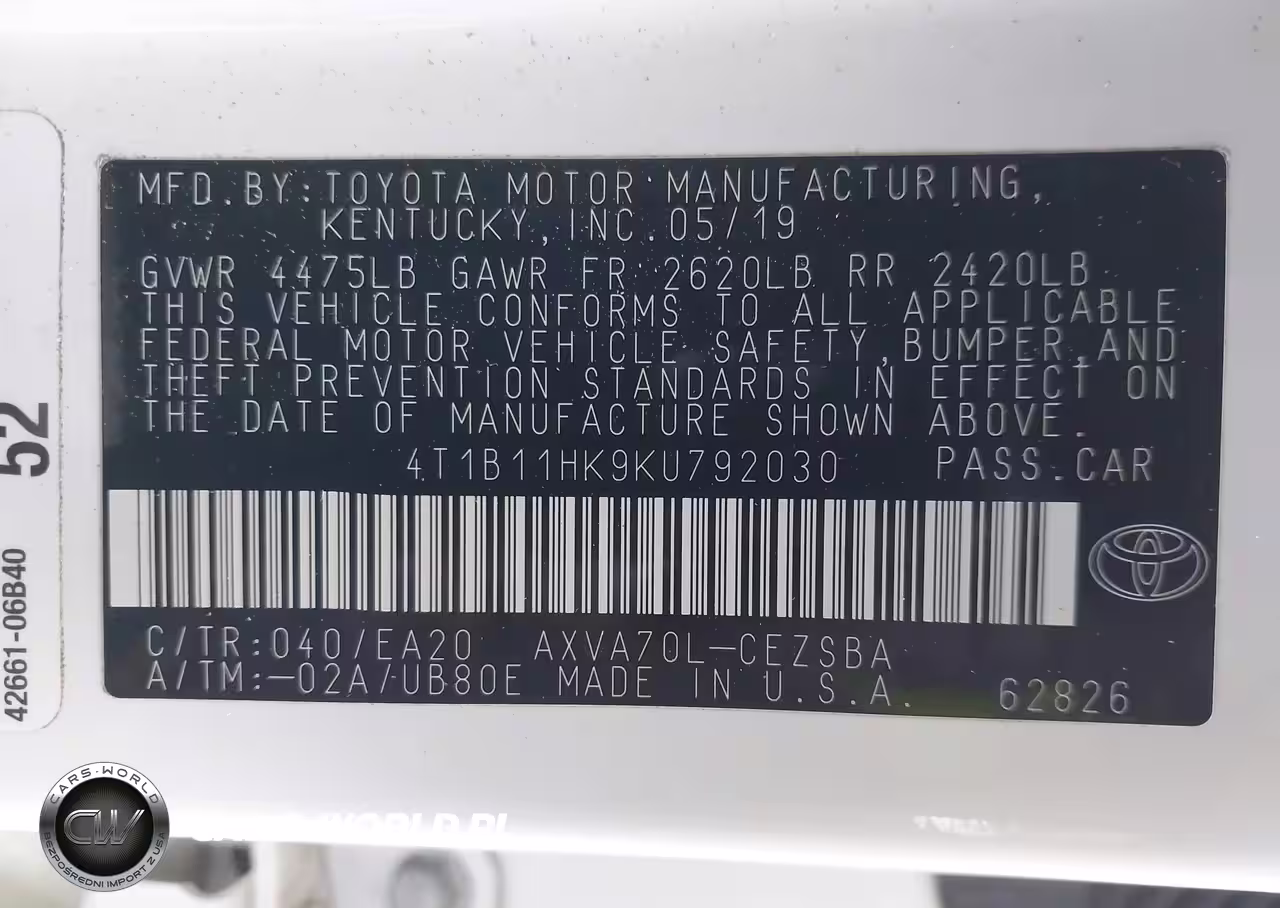 MFD.BY:TOYOTA MOTOR MANUFACTURING,
KENTUCKY,INC.05/19
GVWR 4475LB GAWR FR 2620LB RR 2420LB
THIS VEHICLE CONFORMS TO ALL APPLICABLE
FEDERAL MOTOR VEHICLE SAFETY,BUMPER,AND
THEFT PREVENTION STANDARDS IN EFFECT ON
THE DATE OF MANUFACTURE SHOWN ABOVE.
4T1B11HK9KU792030 PASS.CAR
C/TR:040/EA20 AXVA70L-CEZSBA
A/TM:-02A/UB80E MADE IN U.S.A. 62826
52
42661-06B40
CARS-WORLD
CW
BEZPOŚREDNI IMPORT Z USA